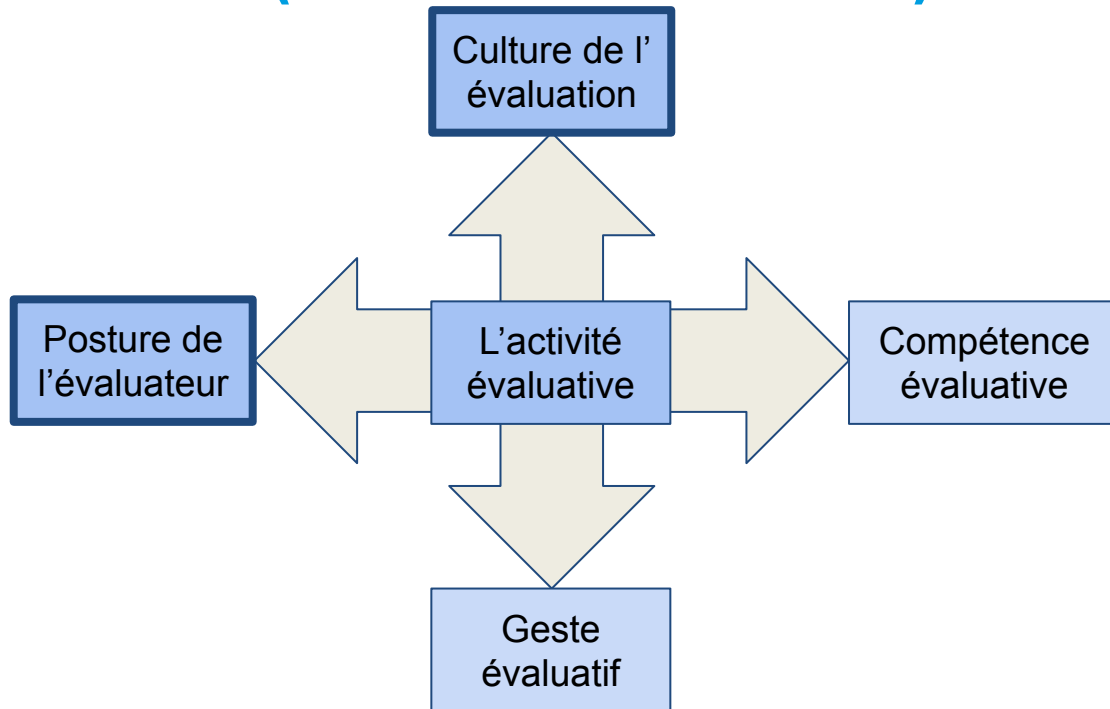 Culture de l’
évaluation
Posture de
l’évaluateur
L’activité
évaluative
Compétence
évaluative
Geste
évaluatif